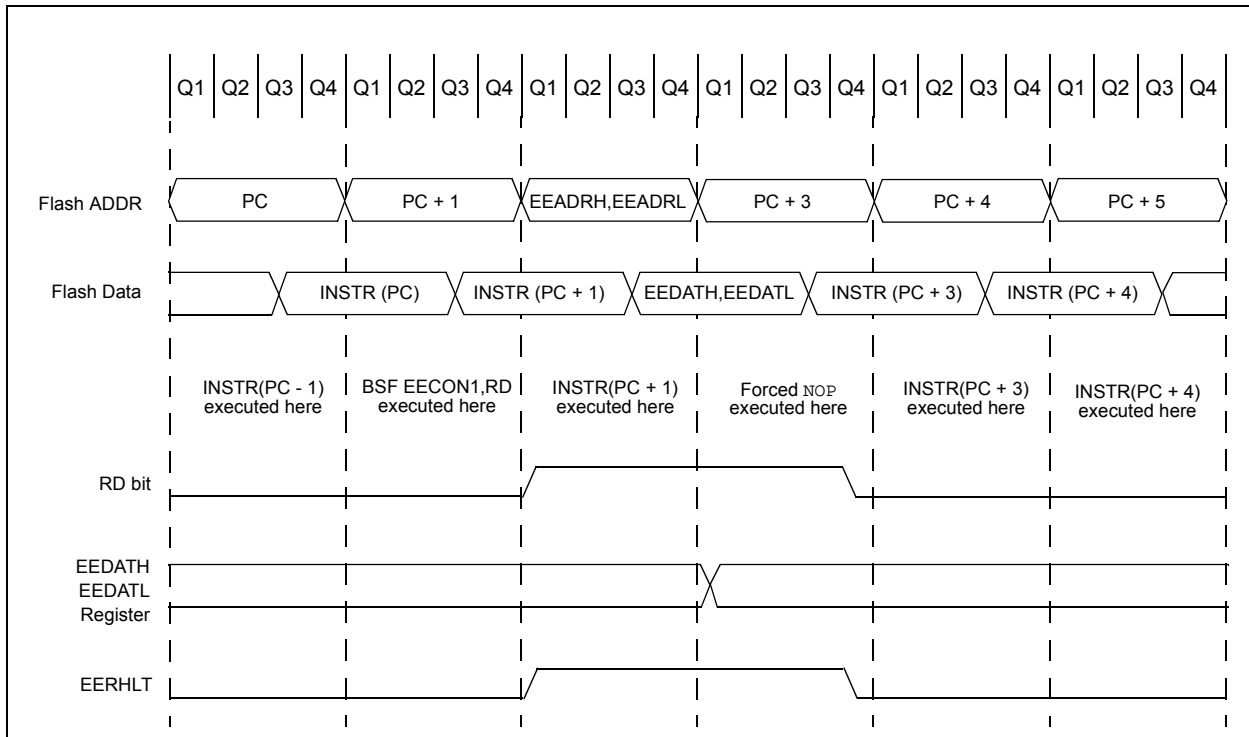 Q1 Q2 Q3 Q4 Q1 Q2 Q3 Q4 Q1 Q2 Q3 Q4 Q1 Q2 Q3 Q4 Q1 Q2 Q3 Q4 Q1 Q2 Q3 Q4
Flash ADDR PC PC + 1 EEADRH,EEADRL PC + 3 PC + 4 PC + 5
Flash Data INSTR (PC) INSTR (PC + 1) EEDATH,EEDATL INSTR (PC + 3) INSTR (PC + 4)
INSTR(PC - 1) BSF EECON1,RD INSTR(PC + 1) Forced NOP INSTR(PC + 3) INSTR(PC + 4)
executed here executed here executed here executed here executed here executed here
RD bit
EEDATH
EEDATL
Register
EERHLT